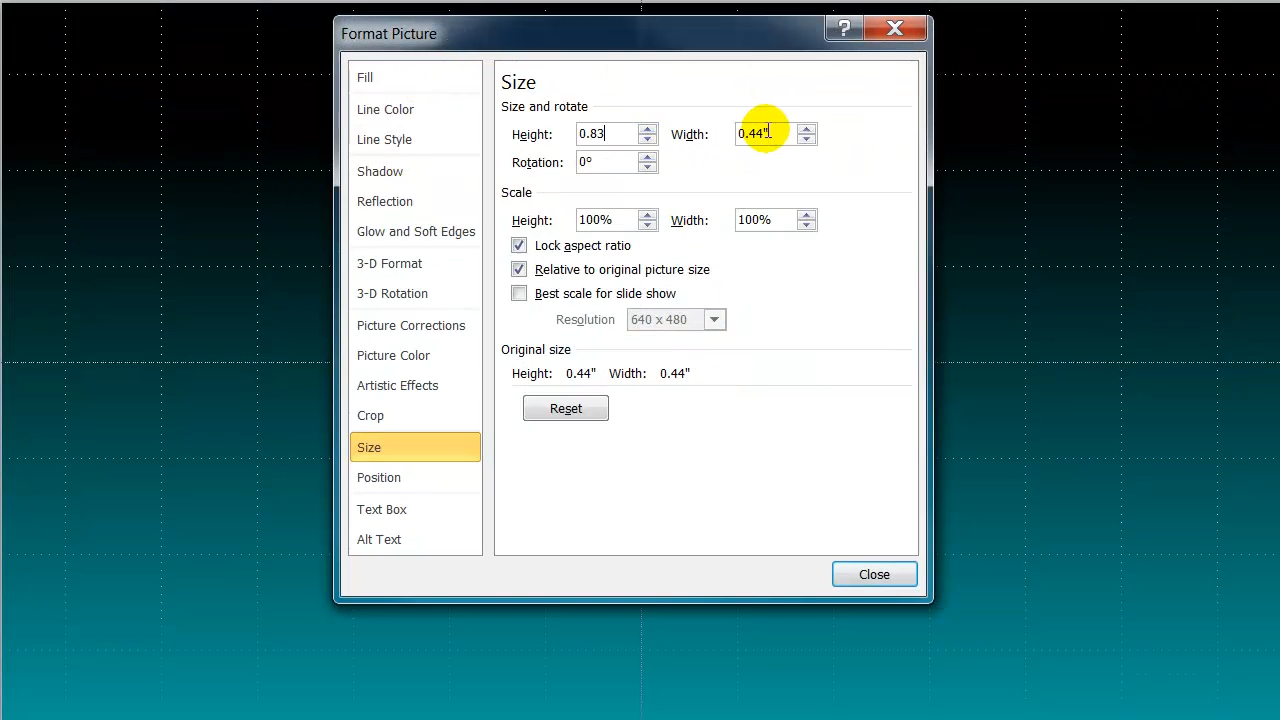 Format Picture
?
Fill
Line Color
Line Style
Shadow
Reflection
Glow and Soft Edges
3-D Format
3-D Rotation
Picture Corrections
Picture Color
Artistic Effects
Crop
Size
Position
Text Box
Alt Text
Size
Size and rotate
Height: 0.83 Width: 0.44"
Rotation: 0°
Scale
Height: 100% Width: 100%
Lock aspect ratio
Relative to original picture size
Best scale for slide show
Resolution 640 x 480
Original size
Height: 0.44" Width: 0.44"
Reset
Close